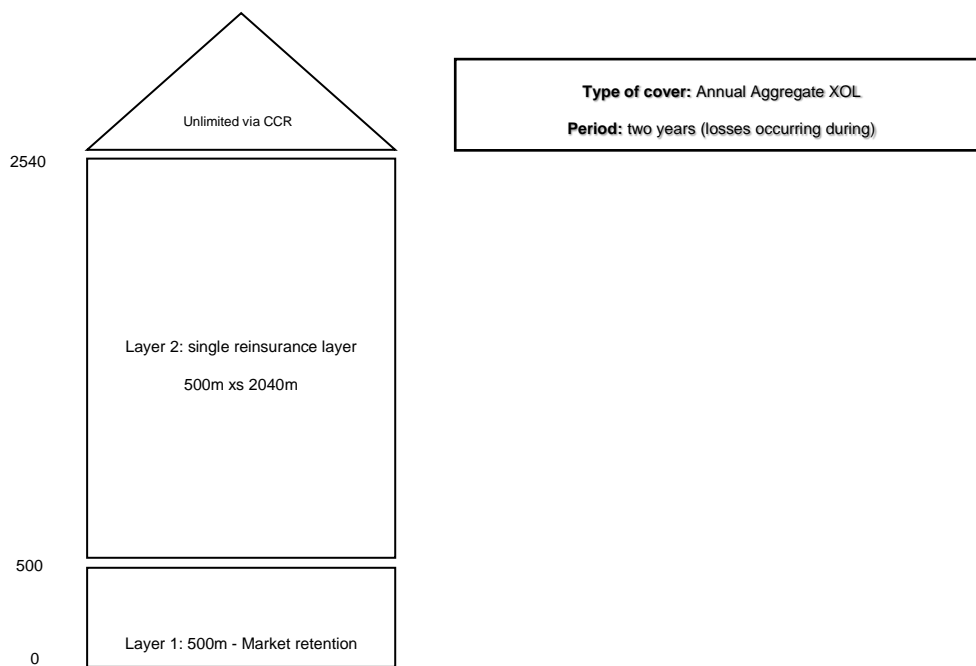 Unlimited via CCR
Type of cover: Annual Aggregate XOL
Period: two years (losses occurring during)
2540
Layer 2: single reinsurance layer
500m xs 2040m
500
Layer 1: 500m - Market retention
0